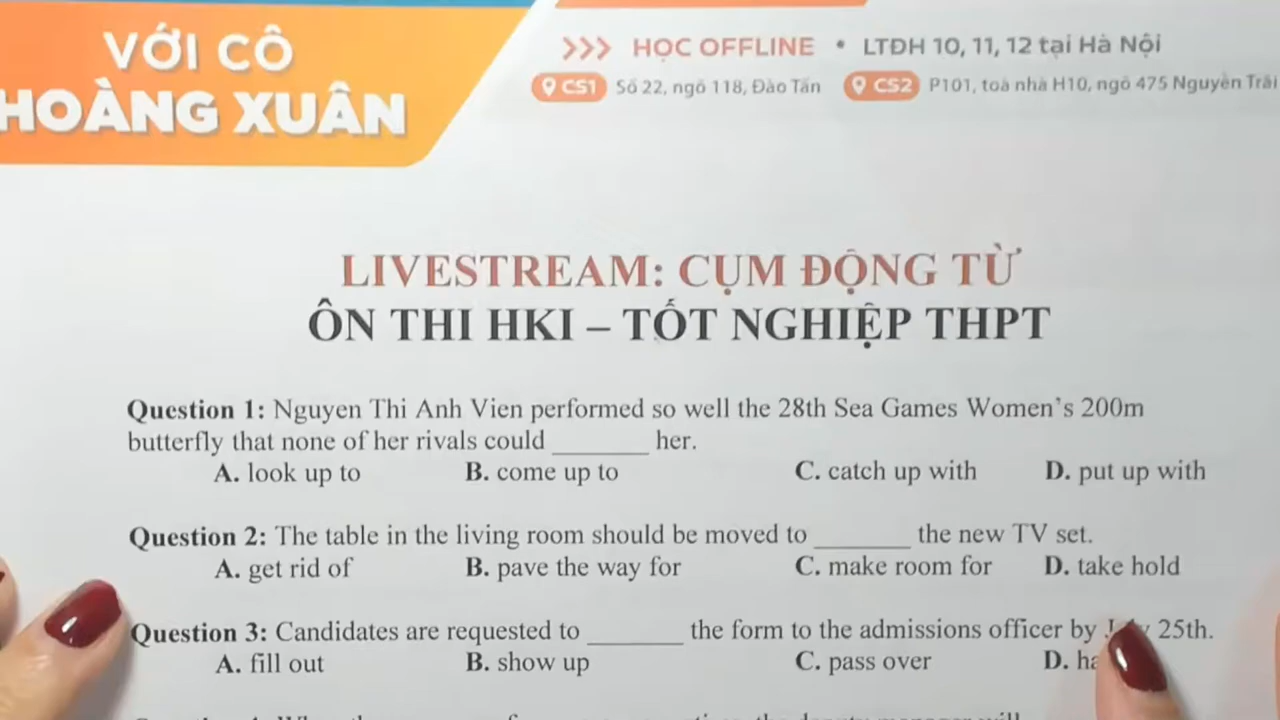 VỚI CÔ
HOÀNG XUÂN
>>> HỌC OFFLINE • LTĐH 10, 11, 12 tại Hà Nội
CS1 Số 22, ngõ 118, Đào Tấn CS2 P101, toà nhà H10, ngõ 475 Nguyễn Trãi
LIVESTREAM: CỤM ĐỘNG TỪ
ÔN THI HKI – TỐT NGHIỆP THPT
Question 1: Nguyen Thi Anh Vien performed so well the 28th Sea Games Women's 200m
butterfly that none of her rivals could _______ her.
A. look up to B. come up to C. catch up with D. put up with
Question 2: The table in the living room should be moved to _______ the new TV set.
A. get rid of B. pave the way for C. make room for D. take hold
Question 3: Candidates are requested to _______ the form to the admissions officer by 25th.
A. fill out B. show up C. pass over D.